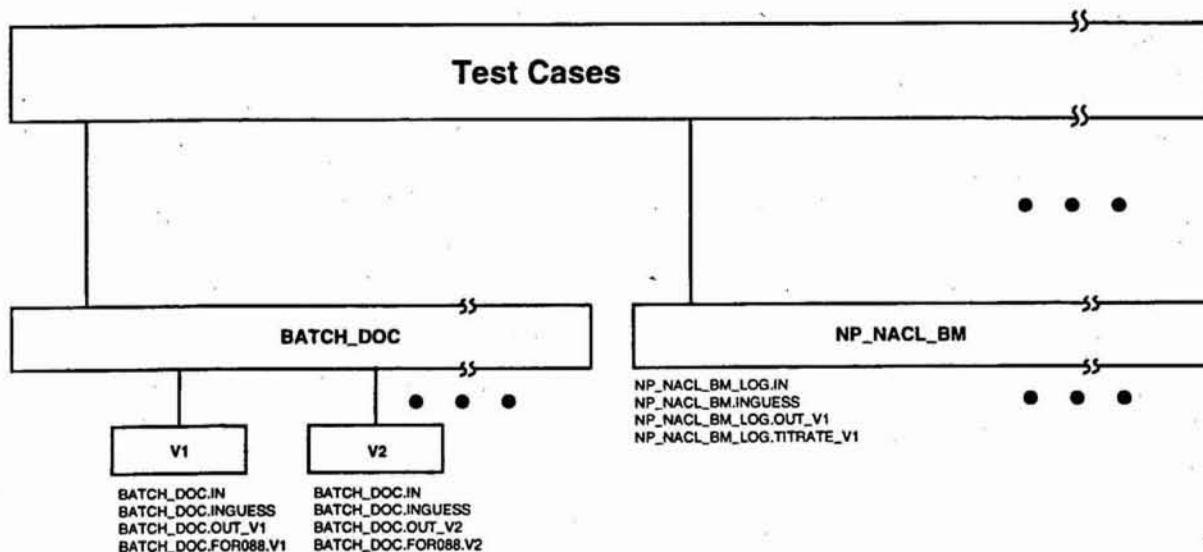 Test Cases
BATCH_DOC
NP_NACL_BM
NP_NACL_BM_LOG.IN
NP_NACL_BM.INGUESS
NP_NACL_BM_LOG.OUT_V1
NP_NACL_BM_LOG.TITRATE_V1
V1
V2
BATCH_DOC.IN
BATCH_DOC.INGUESS
BATCH_DOC.OUT_V1
BATCH_DOC.FOR088.V1
BATCH_DOC.IN
BATCH_DOC.INGUESS
BATCH_DOC.OUT_V2
BATCH_DOC.FOR088.V2